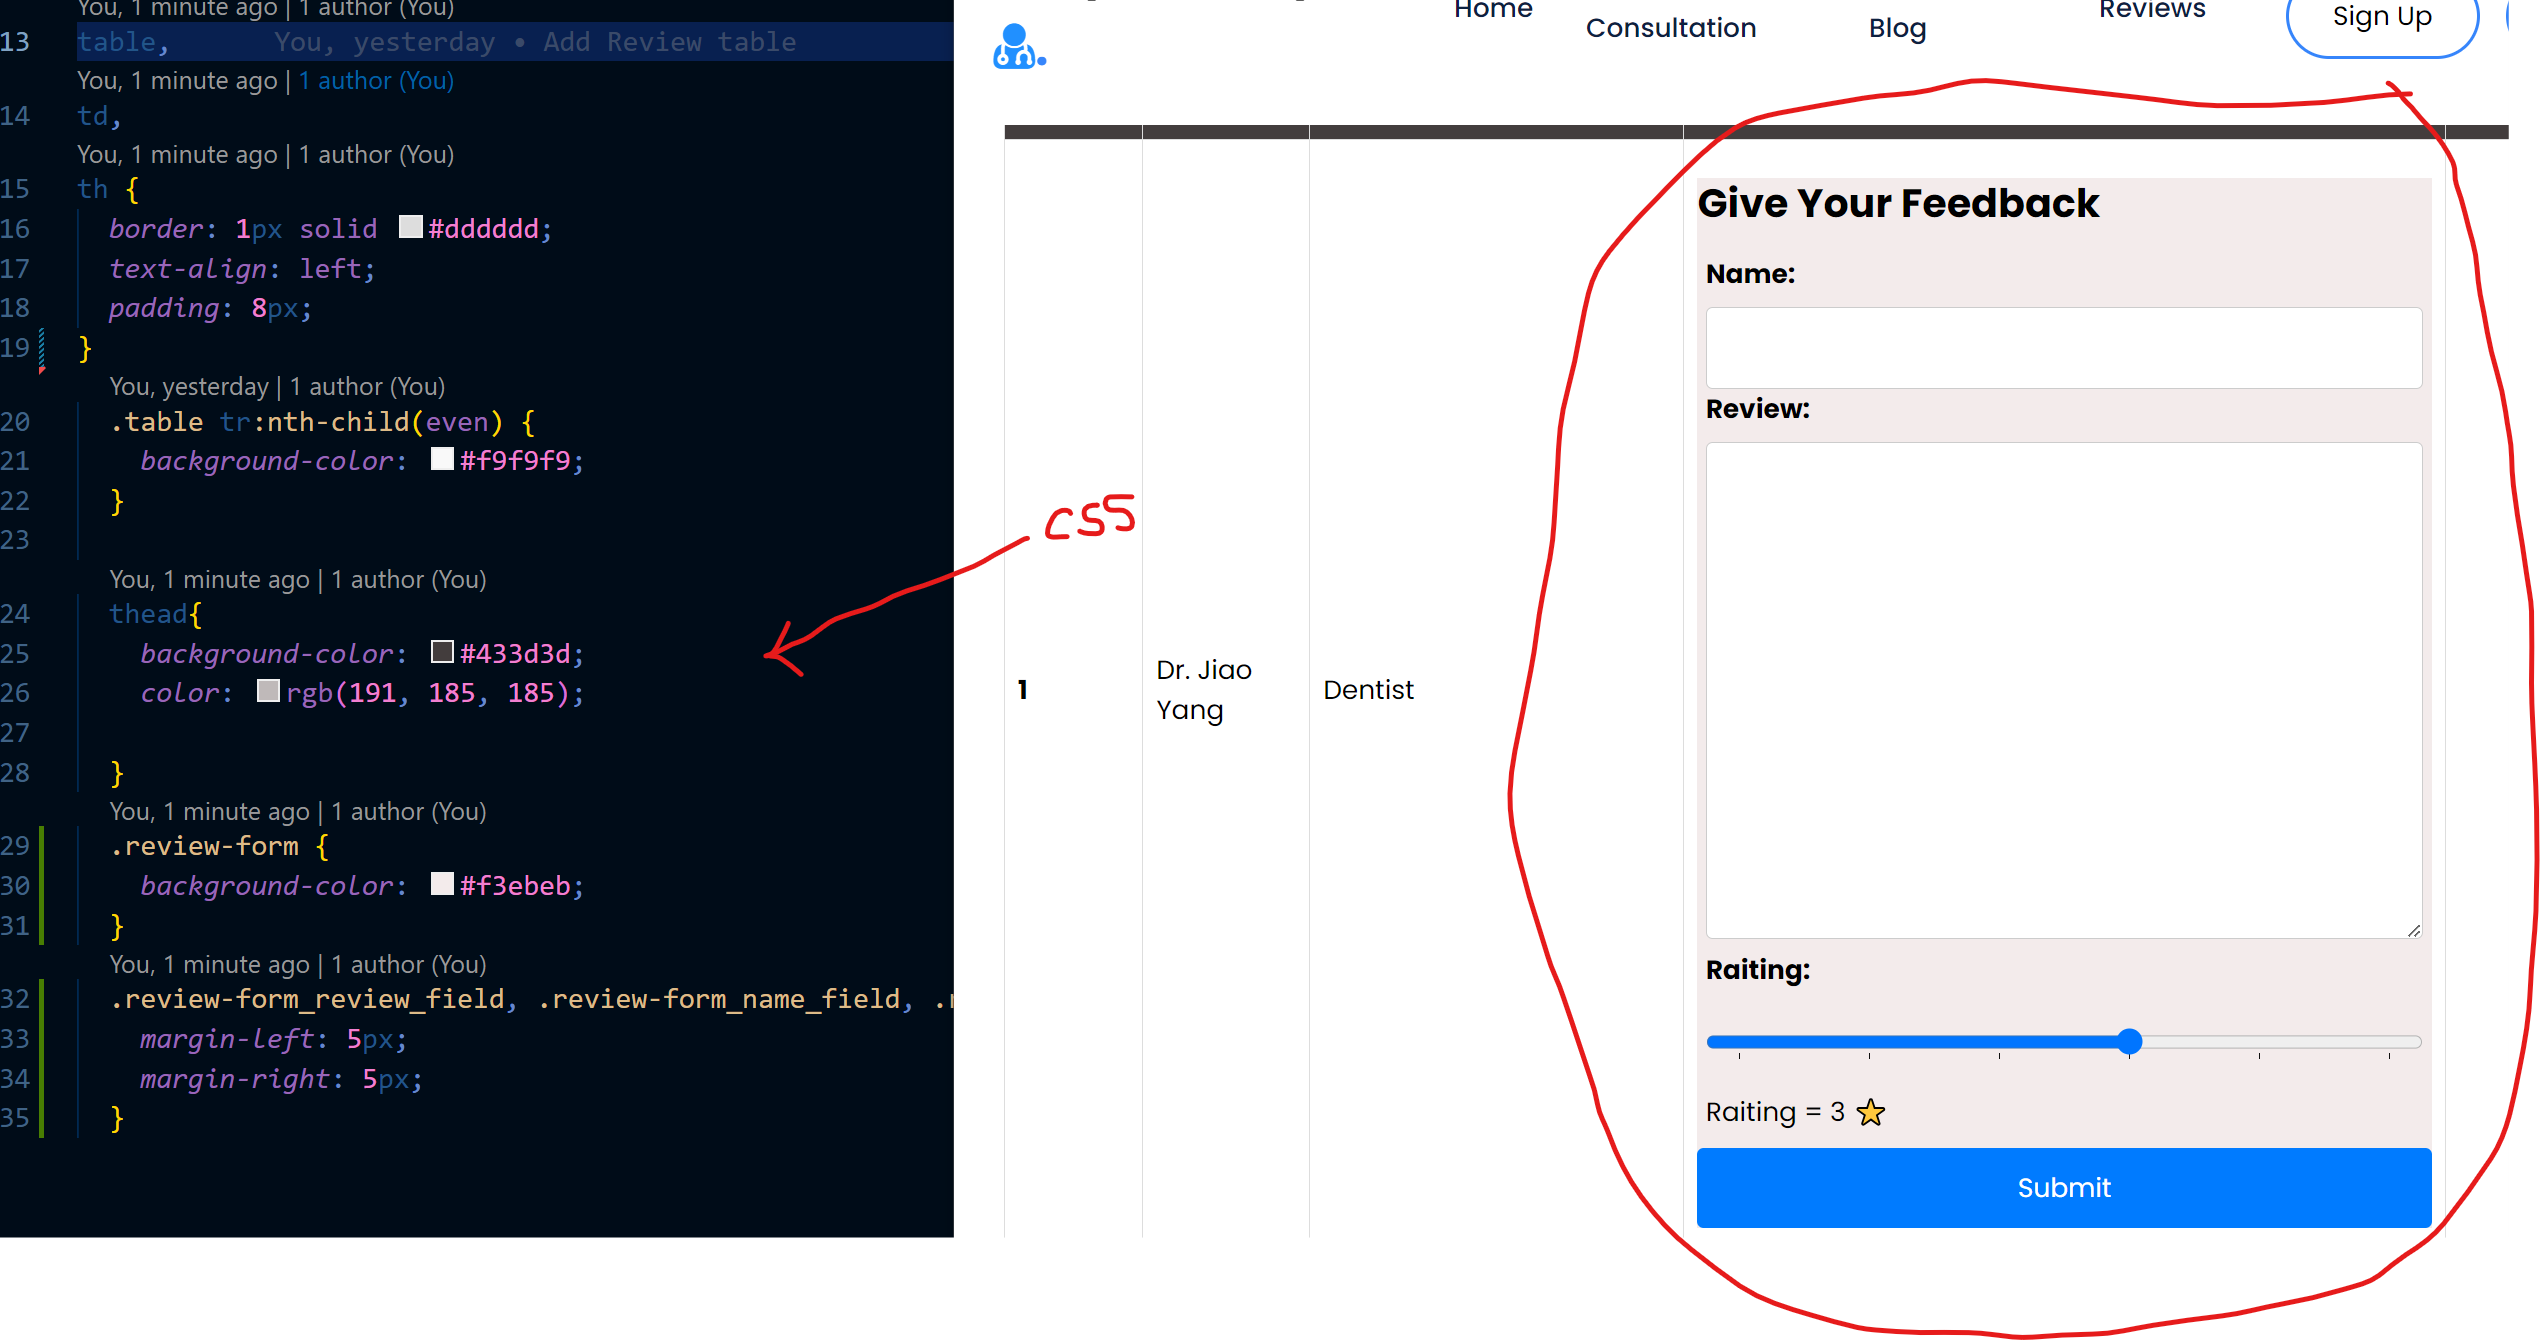 You, 1 minute ago | 1 author (You)
13 table, You, yesterday • Add Review table
You, 1 minute ago | 1 author (You)
14 td,
You, 1 minute ago | 1 author (You)
15 th {
16 border: 1px solid #dddddd;
17 text-align: left;
18 padding: 8px;
19 }
You, yesterday | 1 author (You)
20 .table tr:nth-child(even) {
21 background-color: #f9f9f9;
22 }
23
You, 1 minute ago | 1 author (You)
24 thead{
25 background-color: #433d3d;
26 color: rgb(191, 185, 185);
27
28 }
You, 1 minute ago | 1 author (You)
29 .review-form {
30 background-color: #f3ebeb;
31 }
You, 1 minute ago | 1 author (You)
32 .review-form_review_field, .review-form_name_field, .
33 margin-left: 5px;
34 margin-right: 5px;
35 }
css
Home
Consultation
Blog
Reviews
Sign Up
1
Dr. Jiao
Yang
Dentist
Give Your Feedback
Name:
Review:
Raiting:
Raiting = 3
Submit